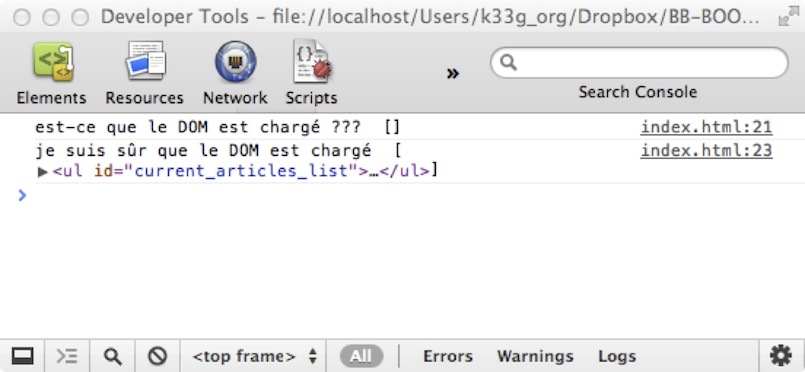 Developer Tools - file://localhost/Users/k33g_org/Dropbox/BB-BOO...
Elements Resources Network Scripts » Search Console
est-ce que le DOM est chargé ??? [] index.html:21
je suis sûr que le DOM est chargé [ index.html:23
▶<ul id="current_articles_list">…</ul>]
>
<top frame> All Errors Warnings Logs